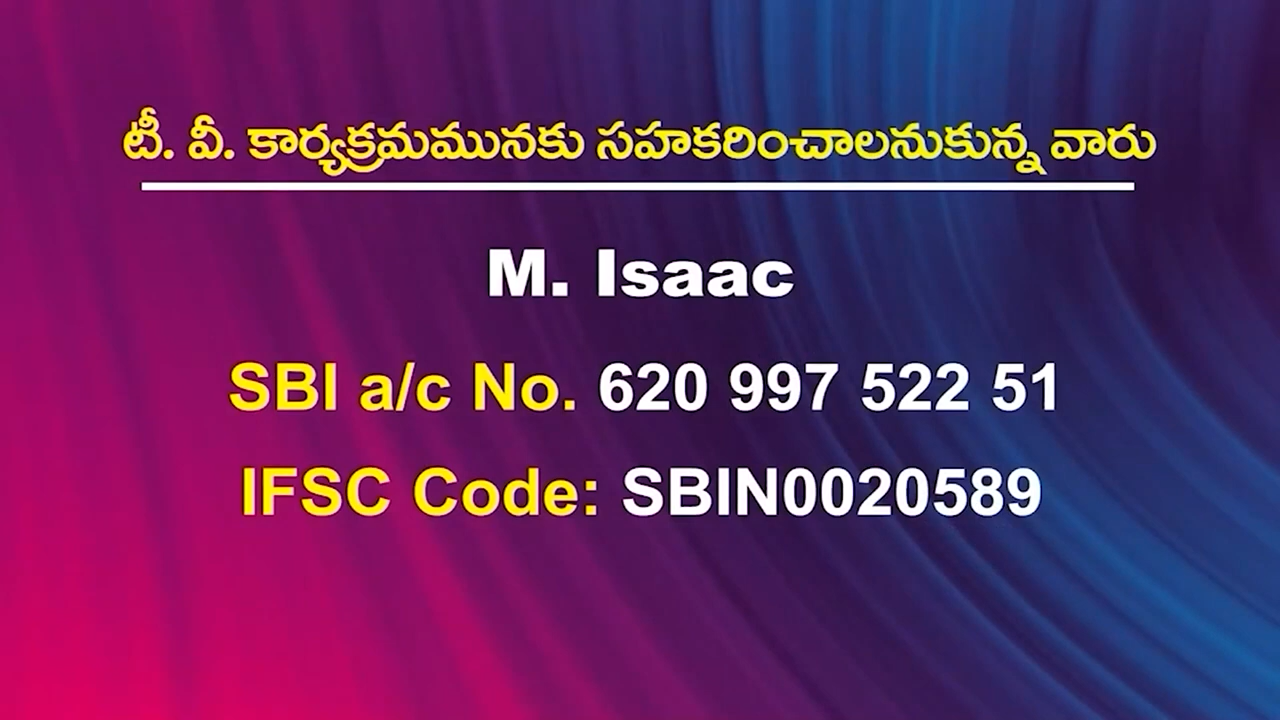 టీ. వీ. కార్యక్రమమునకు సహకరించాలనుకున్న వారు
M. Isaac
SBI a/c No. 620 997 522 51
IFSC Code: SBIN0020589